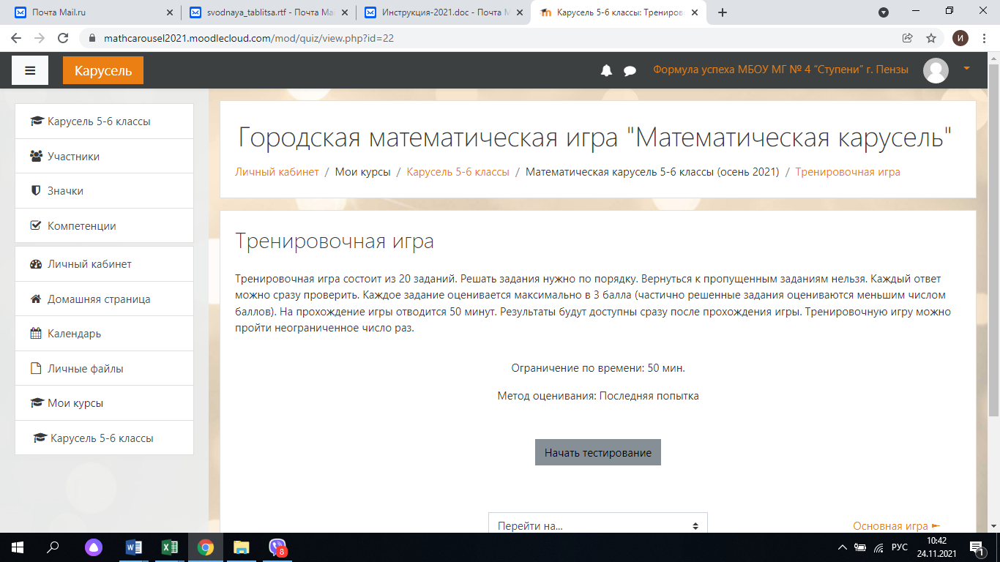 Почта Mail.ru
svodnaya_tablitsa.rtf - Почта Mai
Инструкция-2021.doc - Почта М
Карусель 5-6 классы: Тренирово
mathcarousel2021.moodlecloud.com/mod/quiz/view.php?id=22
И
Карусель
Формула успеха МБОУ МГ № 4 "Ступени" г. Пензы
Карусель 5-6 классы
Участники
Значки
Компетенции
Личный кабинет
Домашняя страница
Календарь
Личные файлы
Мои курсы
Карусель 5-6 классы
Городская математическая игра "Математическая карусель"
Личный кабинет / Мои курсы / Карусель 5-6 классы / Математическая карусель 5-6 классы (осень 2021) / Тренировочная игра
Тренировочная игра
Тренировочная игра состоит из 20 заданий. Решать задания нужно по порядку. Вернуться к пропущенным заданиям нельзя. Каждый ответ
можно сразу проверить. Каждое задание оценивается максимально в 3 балла (частично решенные задания оцениваются меньшим числом
баллов). На прохождение игры отводится 50 минут. Результаты будут доступны сразу после прохождения игры. Тренировочную игру можно
пройти неограниченное число раз.
Ограничение по времени: 50 мин.
Метод оценивания: Последняя попытка
Начать тестирование
Перейти на...
Основная игра ►
8
РУС
10:42
24.11.2021
1